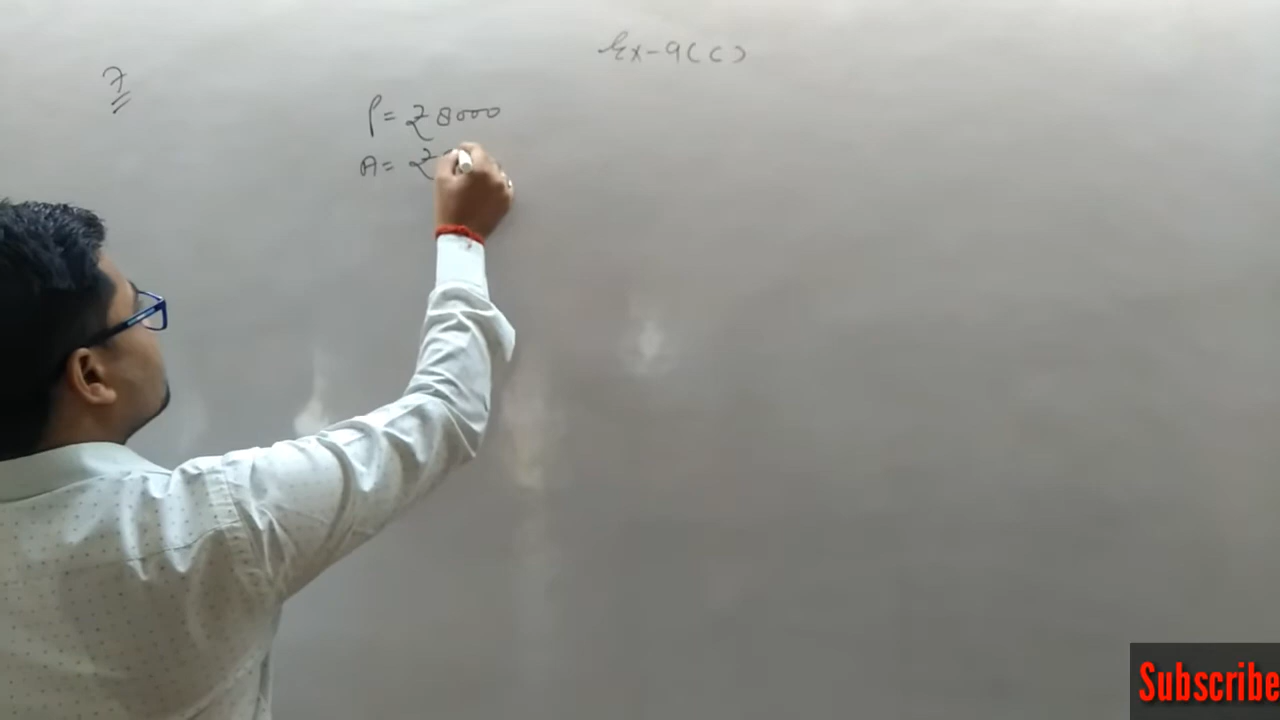 Ex-9(C)
7
P = ₹ 8000
A = ₹
Subscribe